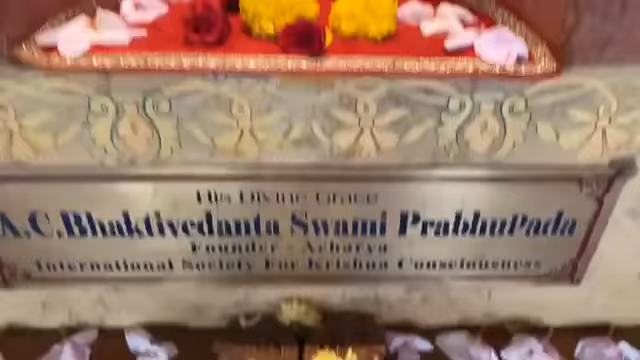 His Divine Grace
A.C.Bhaktivedanta Swami PrabhuPada
Founder - Acharya
International Society For Krishna Consciousness